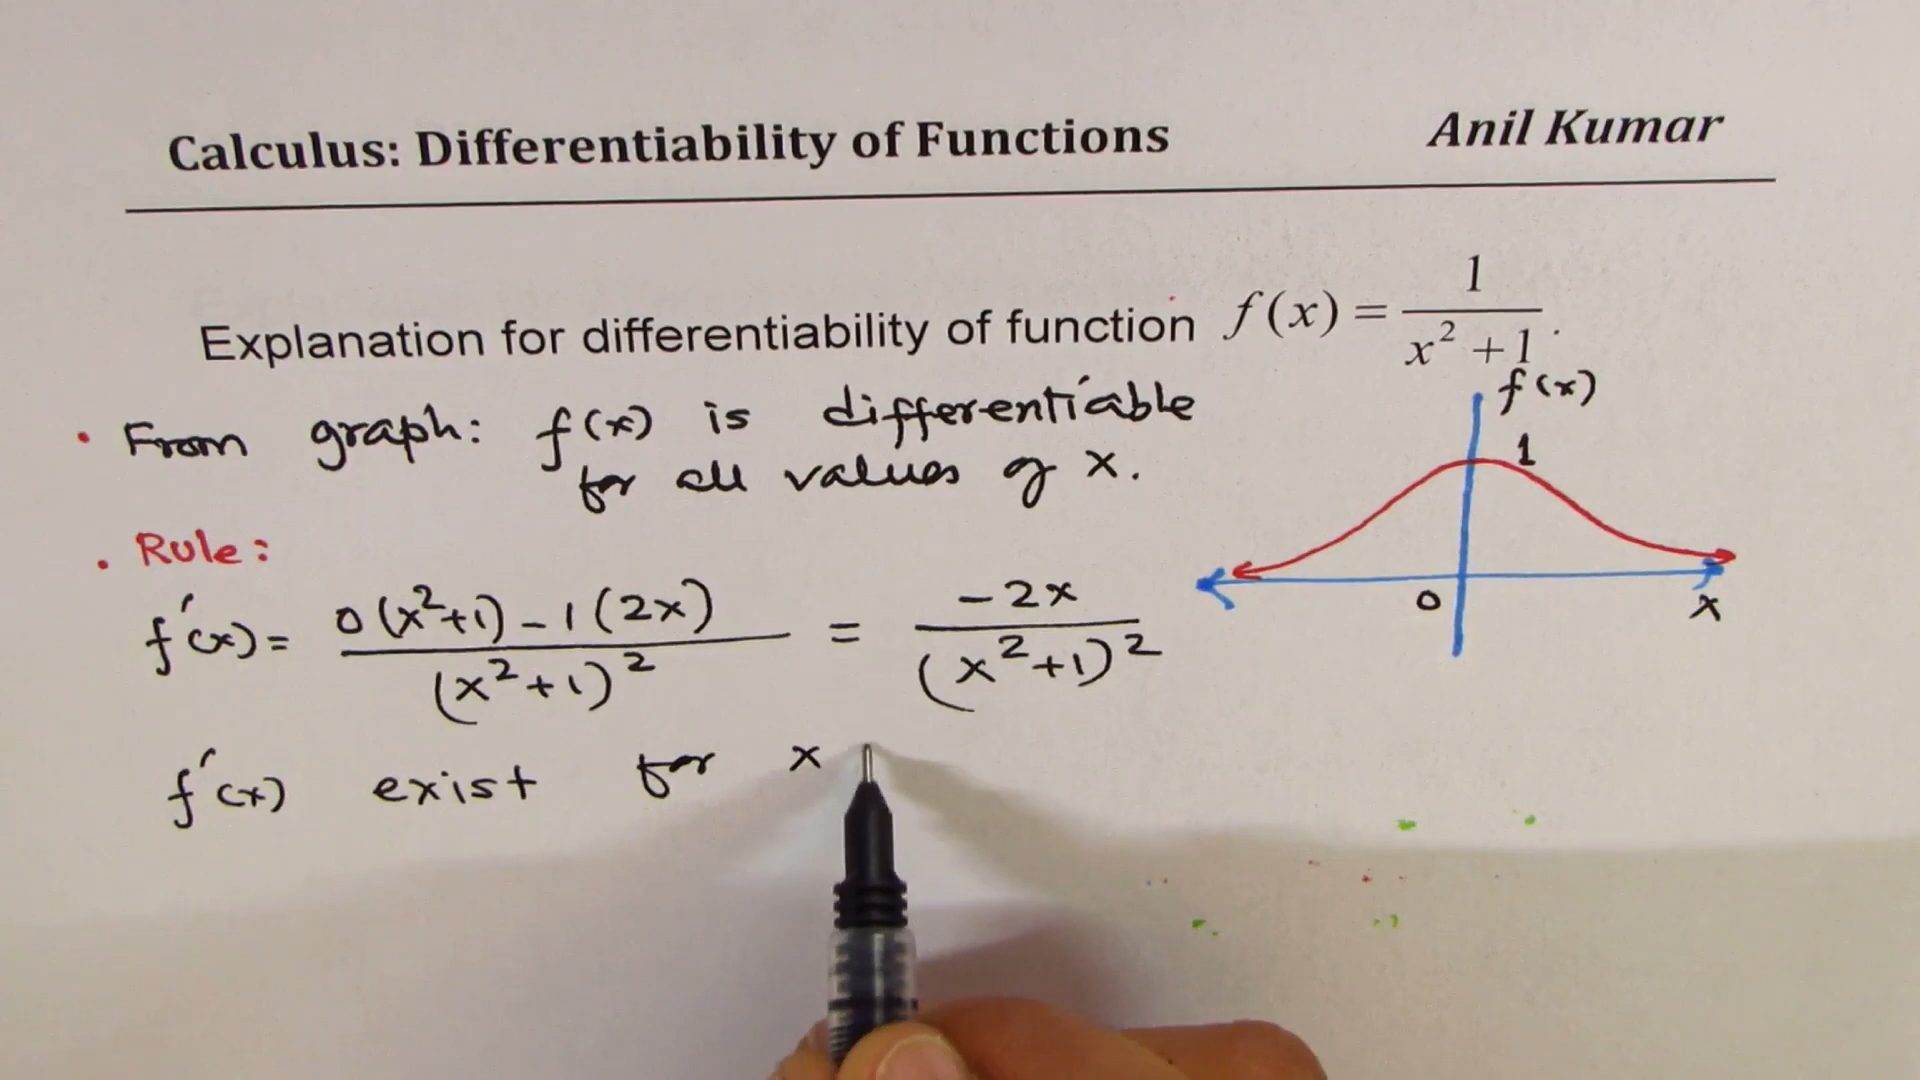 Calculus: Differentiability of Functions Anil Kumar
Explanation for differentiability of function f(x) = 1/(x² + 1).
• From graph: f(x) is differentiable
for all values of x.
f(x)
1
0
x
• Rule:
f′(x) = (0(x²+1) – 1(2x))/(x²+1)² = –2x/(x²+1)²
f′(x) exist for x